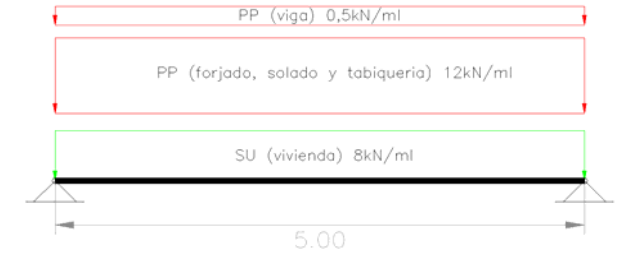 PP (viga) 0,5kN/ml
PP (forjado, solado y tabiqueria) 12kN/ml
SU (vivienda) 8kN/ml
5.00